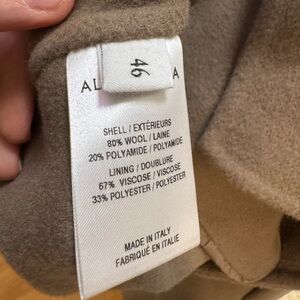 46
SHELL / EXTÉRIEURS
80% WOOL / LAINE
20% POLYAMIDE / POLYAMIDE
LINING / DOUBLURE
67% VISCOSE / VISCOSE
33% POLYESTER / POLYESTER
MADE IN ITALY
FABRIQUÉ EN ITALIE